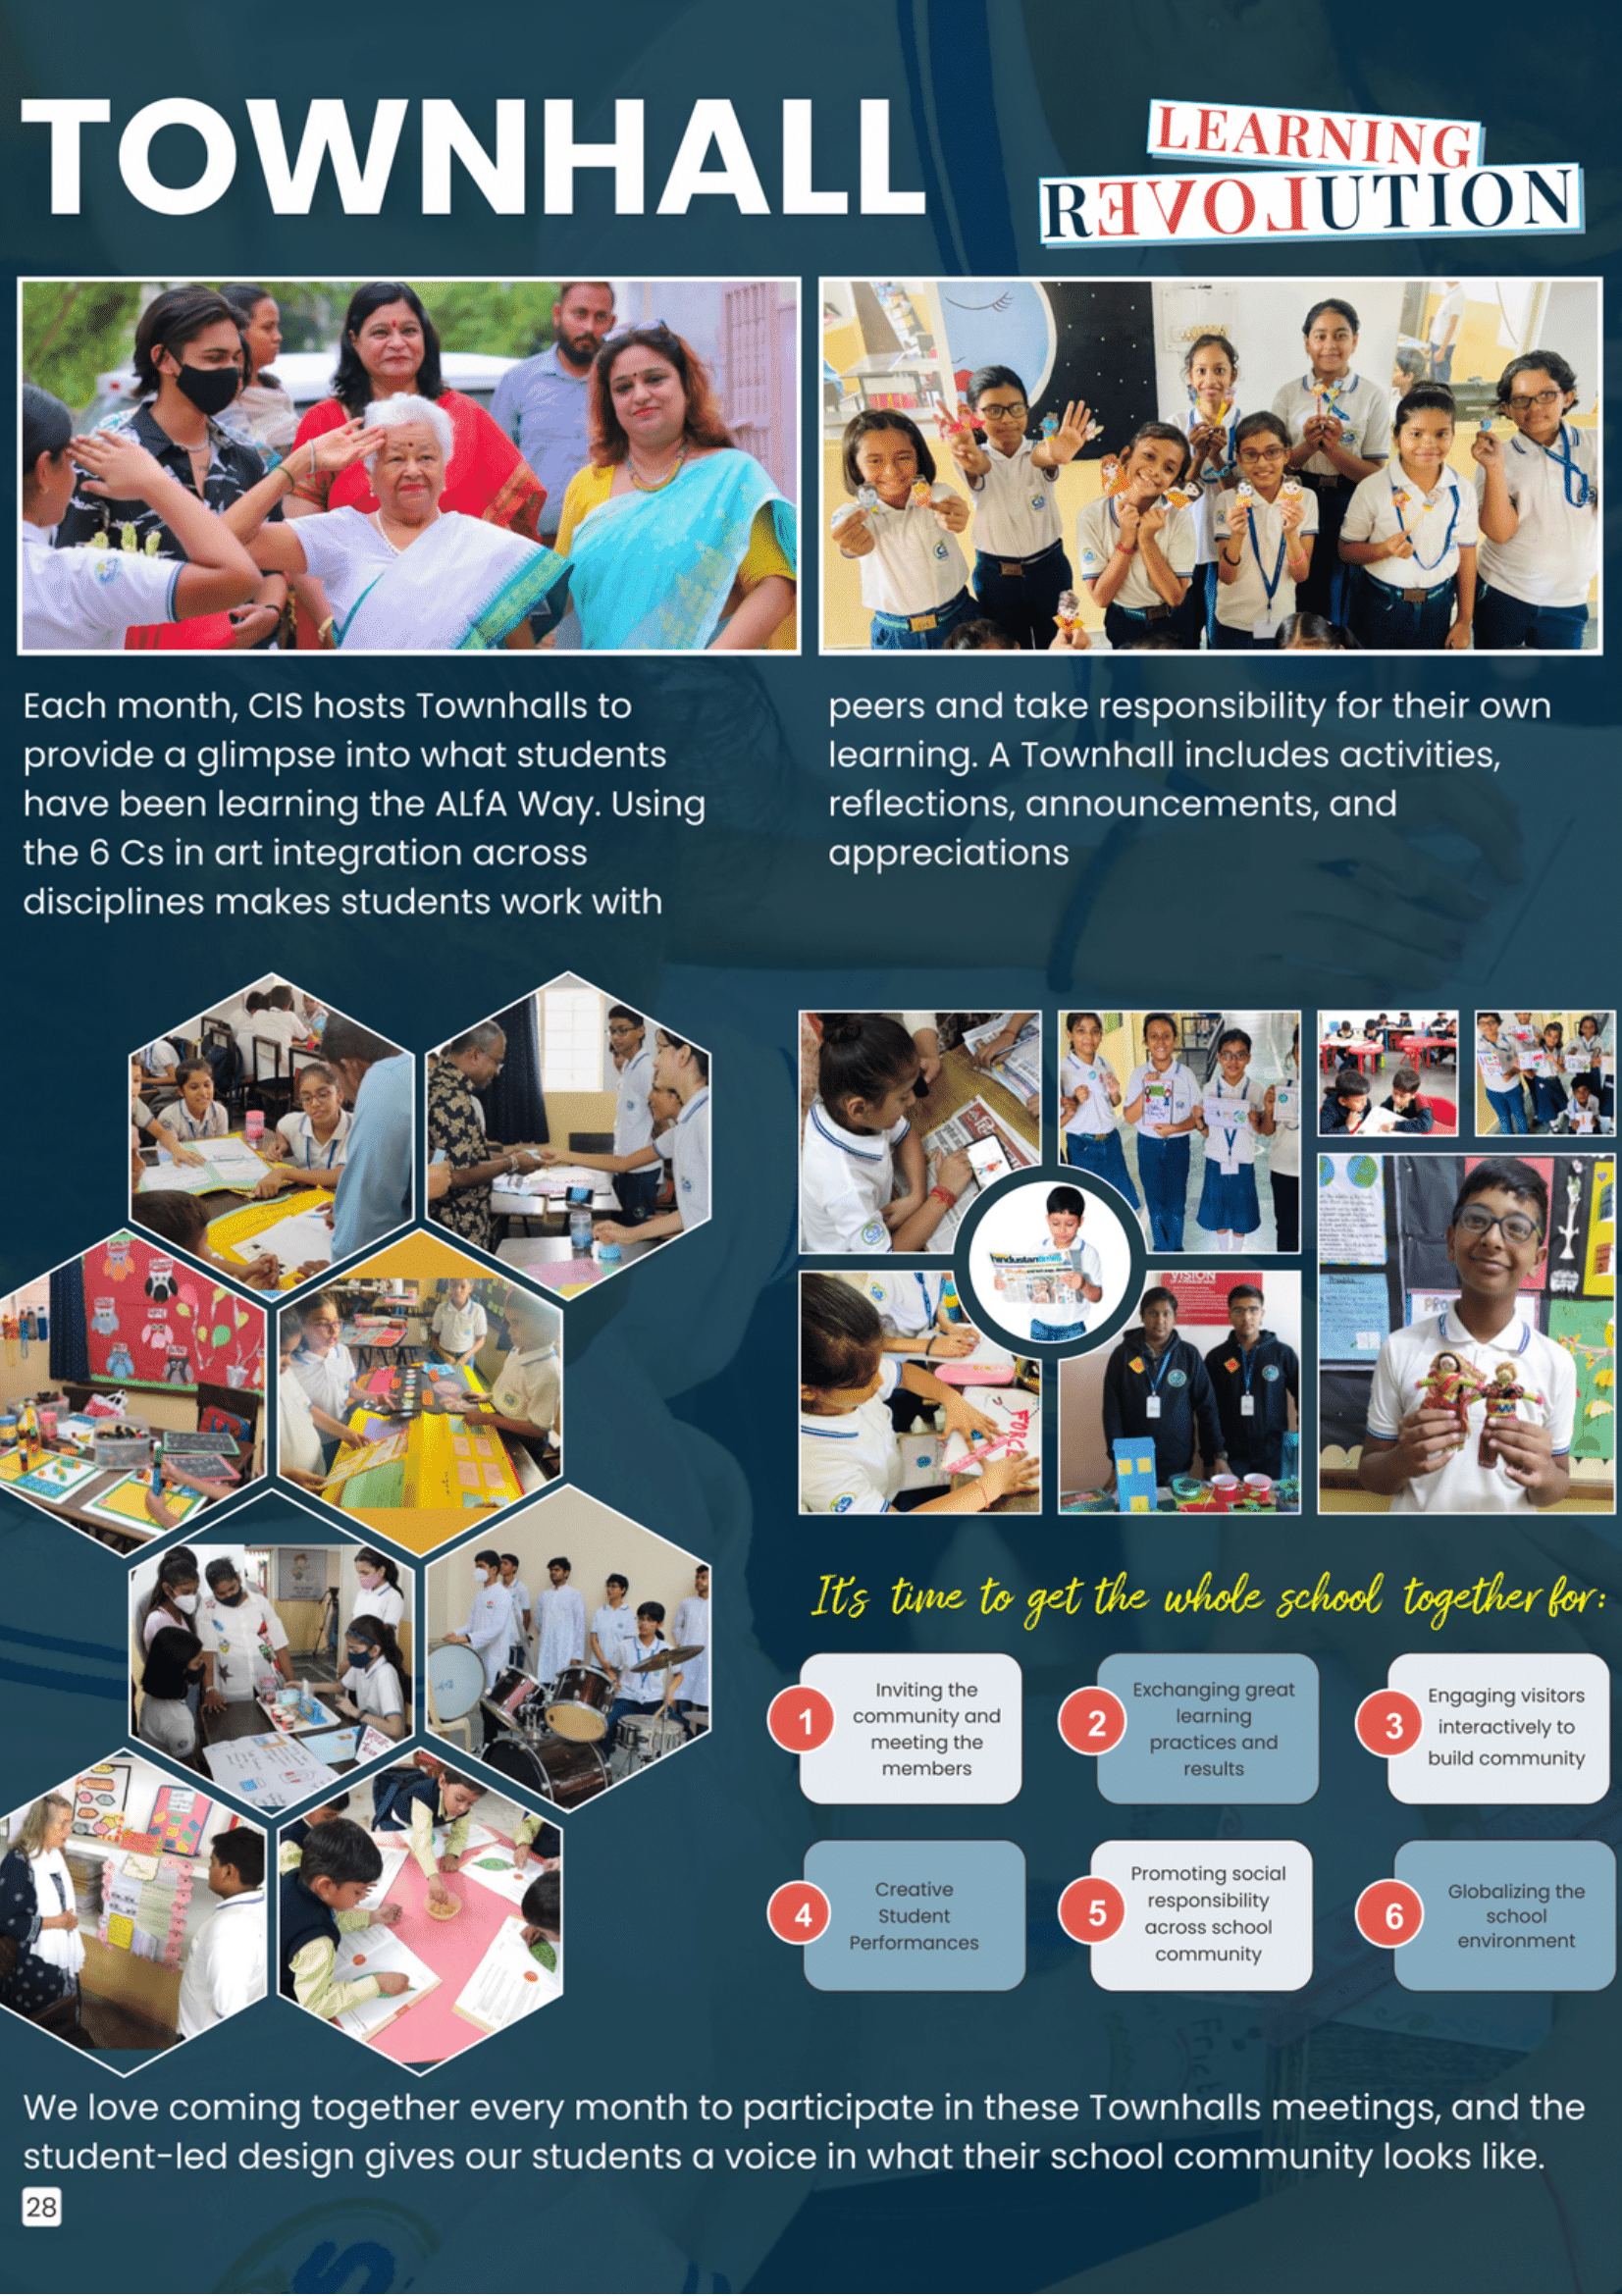 TOWNHALL
LEARNING
REVOLUTION
Each month, CIS hosts Townhalls to
provide a glimpse into what students
have been learning the ALfA Way. Using
the 6 Cs in art integration across
disciplines makes students work with
peers and take responsibility for their own
learning. A Townhall includes activities,
reflections, announcements, and
appreciations
hindustantimes
VISION
FORCE
It's time to get the whole school together for:
1
Inviting the
community and
meeting the
members
2
Exchanging great
learning
practices and
results
3
Engaging visitors
interactively to
build community
4
Creative
Student
Performances
5
Promoting social
responsibility
across school
community
6
Globalizing the
school
environment
We love coming together every month to participate in these Townhalls meetings, and the
student-led design gives our students a voice in what their school community looks like.
28